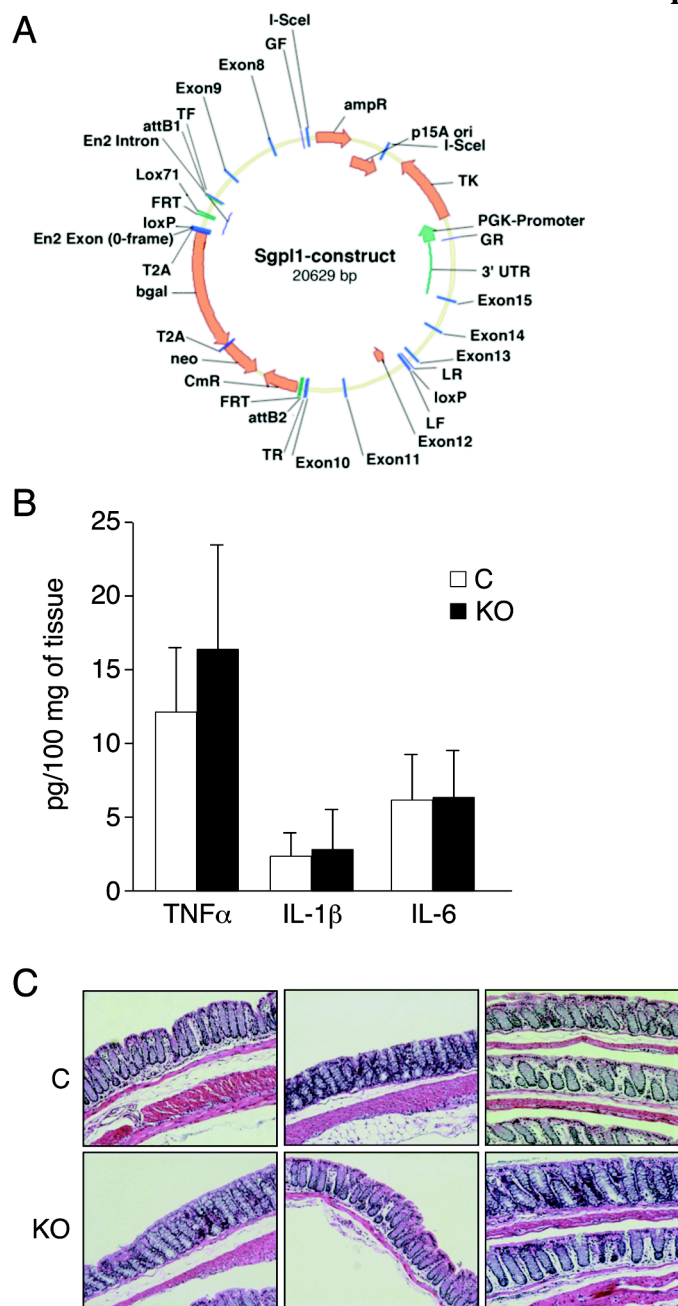 A
I-SceI
GF
Exon8
Exon9
TF
attB1
En2 Intron
Lox71
FRT
loxP
En2 Exon (0-frame)
T2A
bgal
T2A
neo
CmR
FRT
attB2
TR
Exon10
Exon11
Exon12
LF
loxP
LR
Exon13
Exon14
Exon15
3' UTR
GR
PGK-Promoter
TK
I-SceI
p15A ori
ampR
Sgpl1-construct
20629 bp
B
pg/100 mg of tissue
25
20
15
10
5
0
C
KO
TNFα IL-1β IL-6
C
C
KO